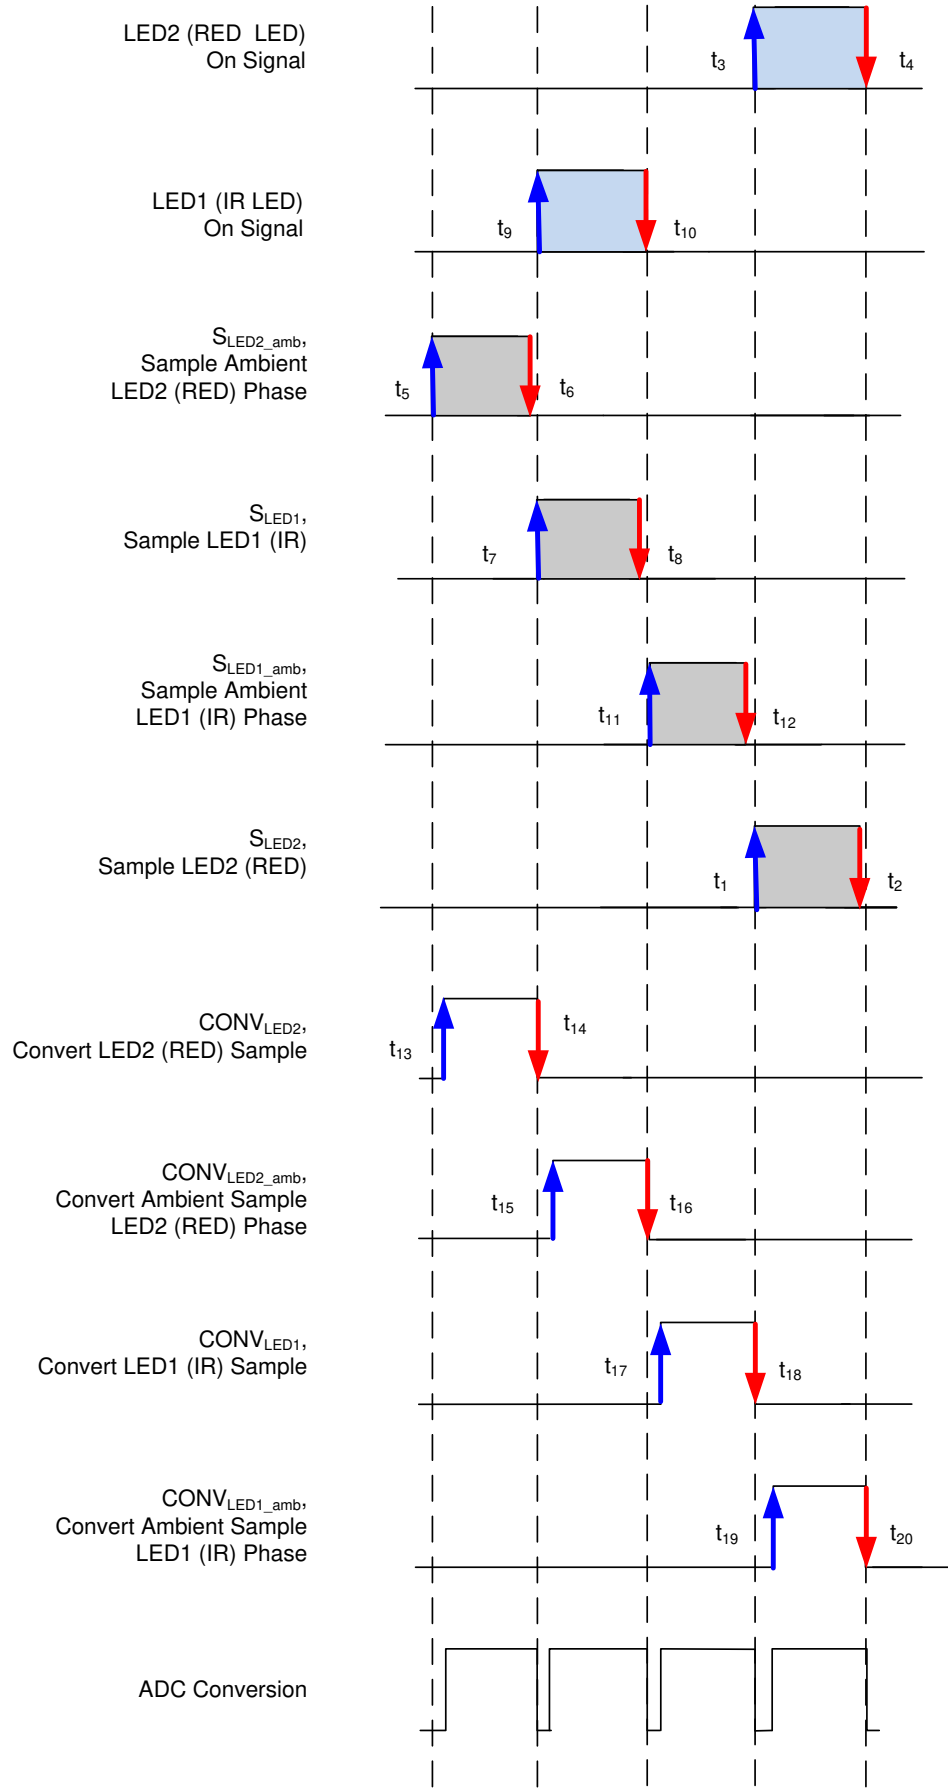 LED2 (RED LED)
On Signal
t3
t4
LED1 (IR LED)
On Signal
t9
t10
SLED2_amb,
Sample Ambient
LED2 (RED) Phase
t5
t6
SLED1,
Sample LED1 (IR)
t7
t8
SLED1_amb,
Sample Ambient
LED1 (IR) Phase
t11
t12
SLED2,
Sample LED2 (RED)
t1
t2
CONVLED2,
Convert LED2 (RED) Sample
t13
t14
CONVLED2_amb,
Convert Ambient Sample
LED2 (RED) Phase
t15
t16
CONVLED1,
Convert LED1 (IR) Sample
t17
t18
CONVLED1_amb,
Convert Ambient Sample
LED1 (IR) Phase
t19
t20
ADC Conversion